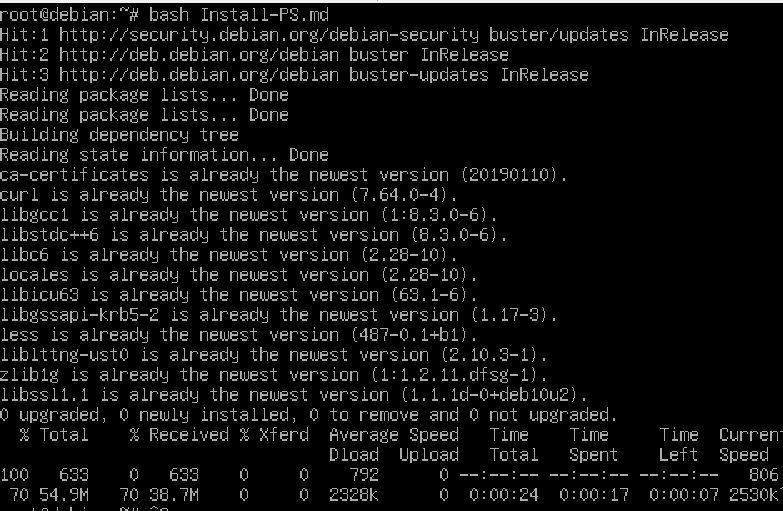 root@debian:~# bash Install-PS.md
Hit:1 http://security.debian.org/debian-security buster/updates InRelease
Hit:2 http://deb.debian.org/debian buster InRelease
Hit:3 http://deb.debian.org/debian buster-updates InRelease
Reading package lists... Done
Reading package lists... Done
Building dependency tree
Reading state information... Done
ca-certificates is already the newest version (20190110).
curl is already the newest version (7.64.0-4).
libgcc1 is already the newest version (1:8.3.0-6).
libstdc++6 is already the newest version (8.3.0-6).
libc6 is already the newest version (2.28-10).
locales is already the newest version (2.28-10).
libicu63 is already the newest version (63.1-6).
libgssapi-krb5-2 is already the newest version (1.17-3).
less is already the newest version (487-0.1+b1).
liblttng-ust0 is already the newest version (2.10.3-1).
zlib1g is already the newest version (1:1.2.11.dfsg-1).
libssl1.1 is already the newest version (1.1.1d-0+deb10u2).
0 upgraded, 0 newly installed, 0 to remove and 0 not upgraded.
% Total % Received % Xferd Average Speed Time Time Time Current
Dload Upload Total Spent Left Speed
100 633 0 633 0 0 792 0 --:--:-- --:--:-- --:--:-- 806
70 54.9M 70 38.7M 0 0 2328k 0 0:00:24 0:00:17 0:00:07 2530k